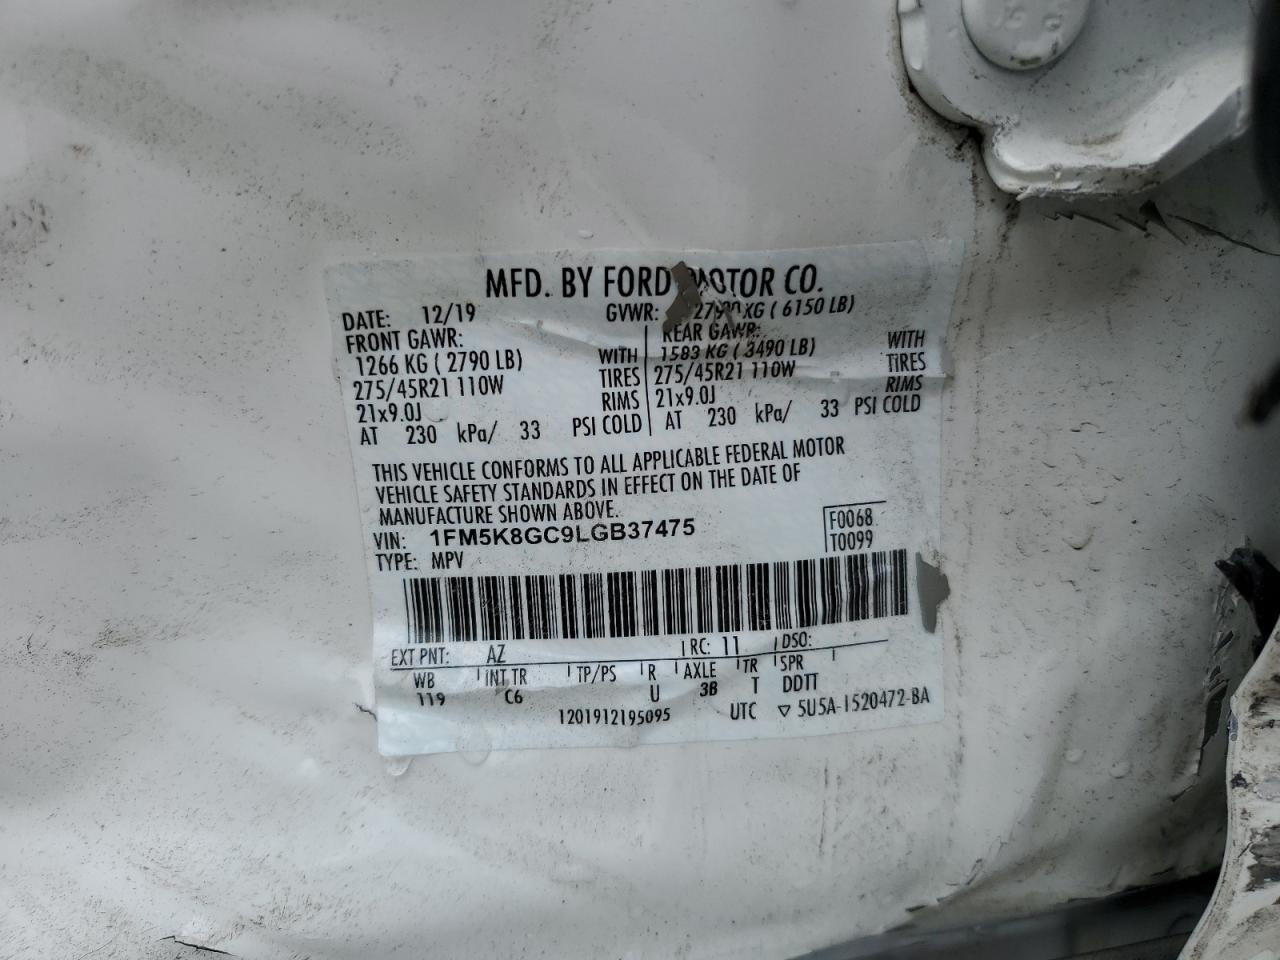 MFD. BY FORD MOTOR CO.
DATE: 12/19 GVWR: KG ( 6150 LB)
FRONT GAWR: REAR GAWR:
1266 KG ( 2790 LB) WITH 1583 KG ( 3490 LB) WITH
275/45R21 110W TIRES 275/45R21 110W TIRES
21x9.0J RIMS 21x9.0J RIMS
AT 230 kPa/ 33 PSI COLD AT 230 kPa/ 33 PSI COLD
THIS VEHICLE CONFORMS TO ALL APPLICABLE FEDERAL MOTOR
VEHICLE SAFETY STANDARDS IN EFFECT ON THE DATE OF
MANUFACTURE SHOWN ABOVE.
VIN: 1FM5K8GC9LGB37475 F0068
TYPE: MPV T0099
EXT PNT: AZ RC: 11 DSO:
WB INT TR TP/PS R AXLE TR SPR
119 C6 U 3B T DDTT
1201912195095 UTC ▽ 5U5A-1520472-BA